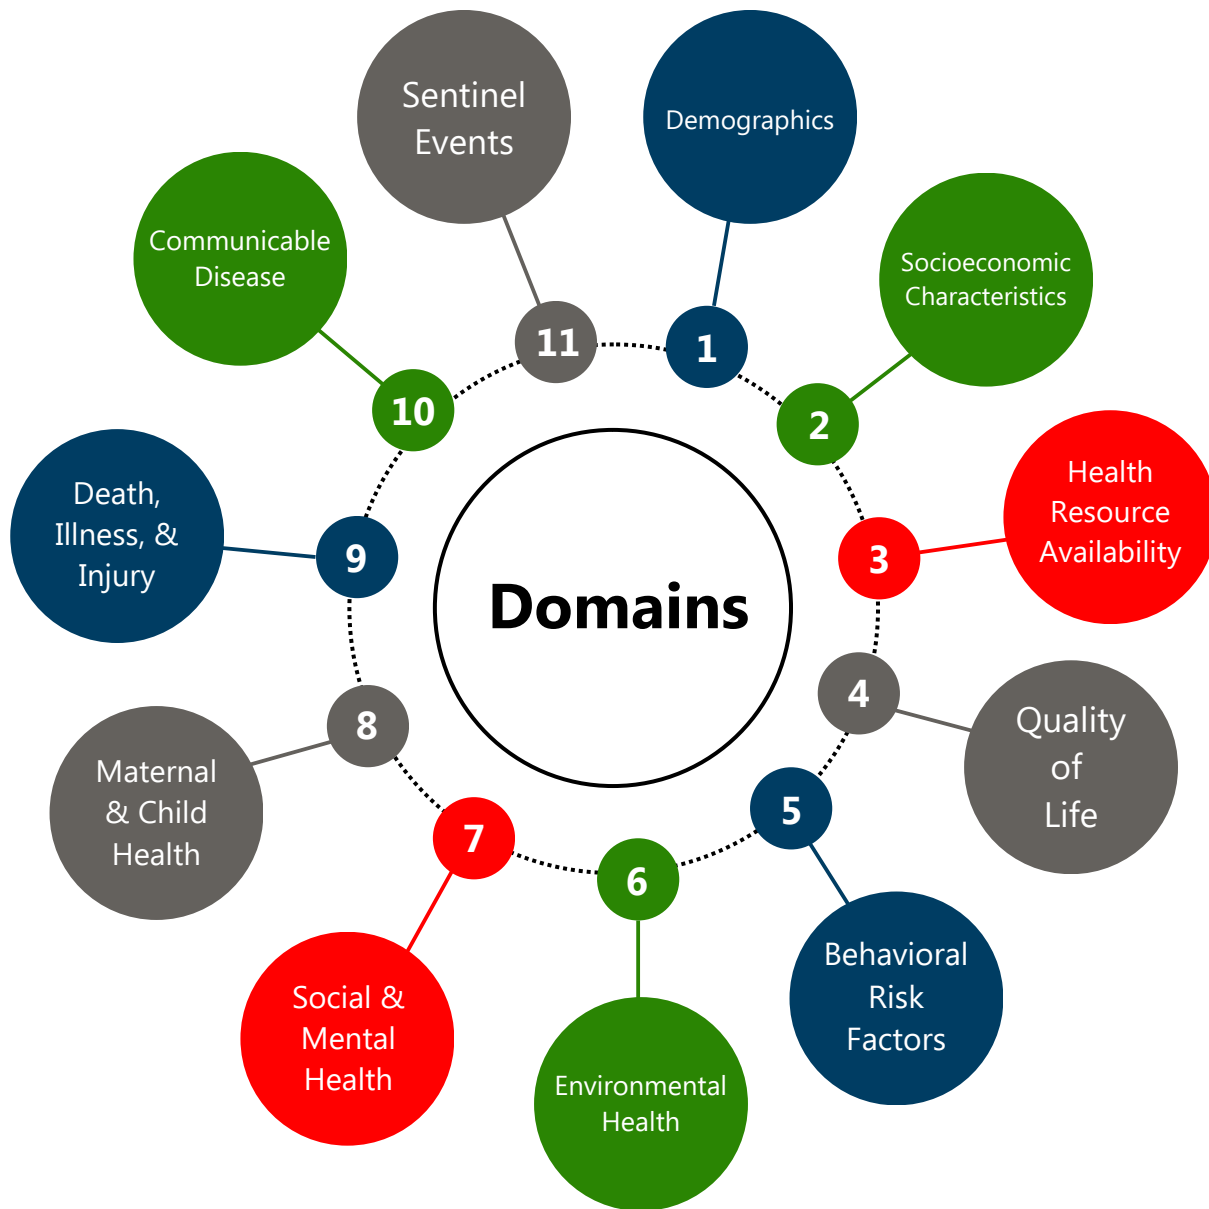 Domains
1
Demographics
2
Socioeconomic
Characteristics
3
Health
Resource
Availability
4
Quality
of
Life
5
Behavioral
Risk
Factors
6
Environmental
Health
7
Social &
Mental
Health
8
Maternal
& Child
Health
9
Death,
Illness, &
Injury
10
Communicable
Disease
11
Sentinel
Events